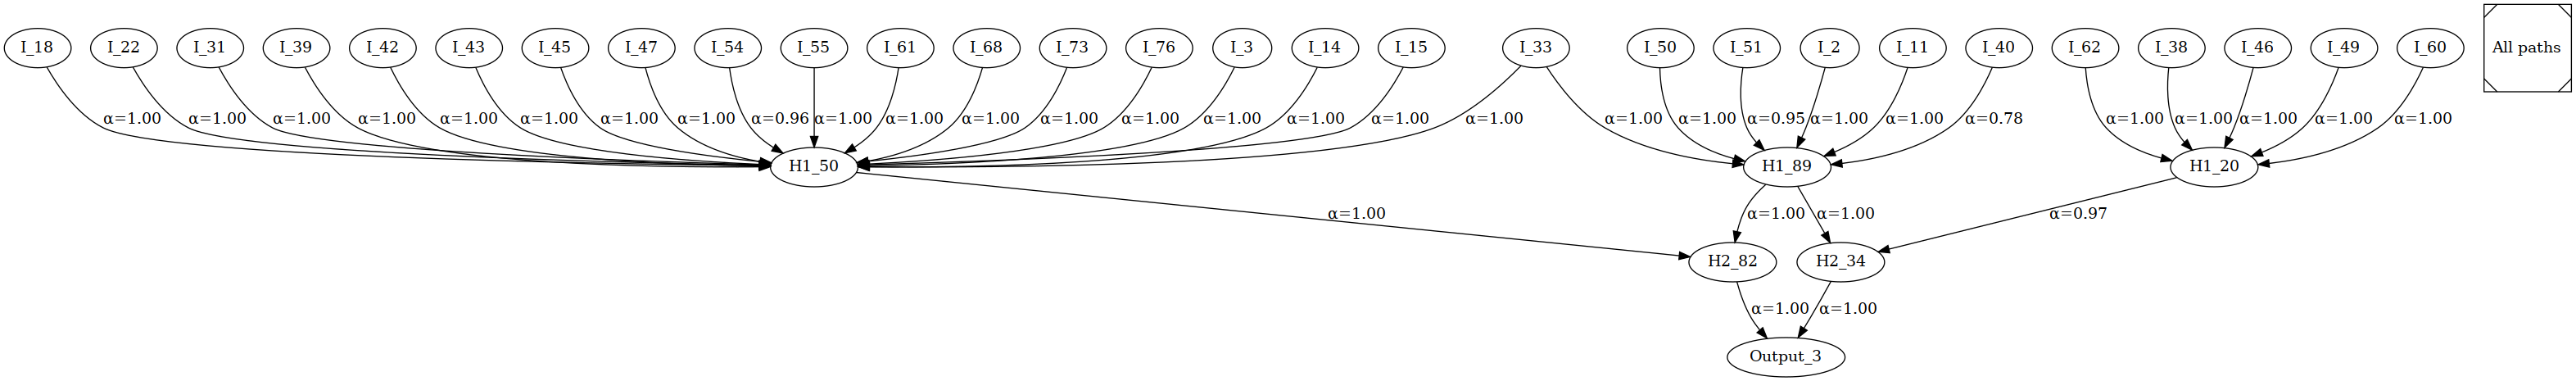 I_18 I_22 I_31 I_39 I_42 I_43 I_45 I_47 I_54 I_55 I_61 I_68 I_73 I_76 I_3 I_14 I_15 I_33 I_50 I_51 I_2 I_11 I_40 I_62 I_38 I_46 I_49 I_60 All paths
α=1.00 α=1.00 α=1.00 α=1.00 α=1.00 α=1.00 α=1.00 α=1.00 α=0.96 α=1.00 α=1.00 α=1.00 α=1.00 α=1.00 α=1.00 α=1.00 α=1.00 α=1.00 α=1.00 α=1.00 α=0.95 α=1.00 α=1.00 α=0.78 α=1.00 α=1.00 α=1.00 α=1.00 α=1.00
H1_50 H1_89 H1_20
α=1.00 α=1.00 α=1.00 α=0.97
H2_82 H2_34
α=1.00 α=1.00
Output_3